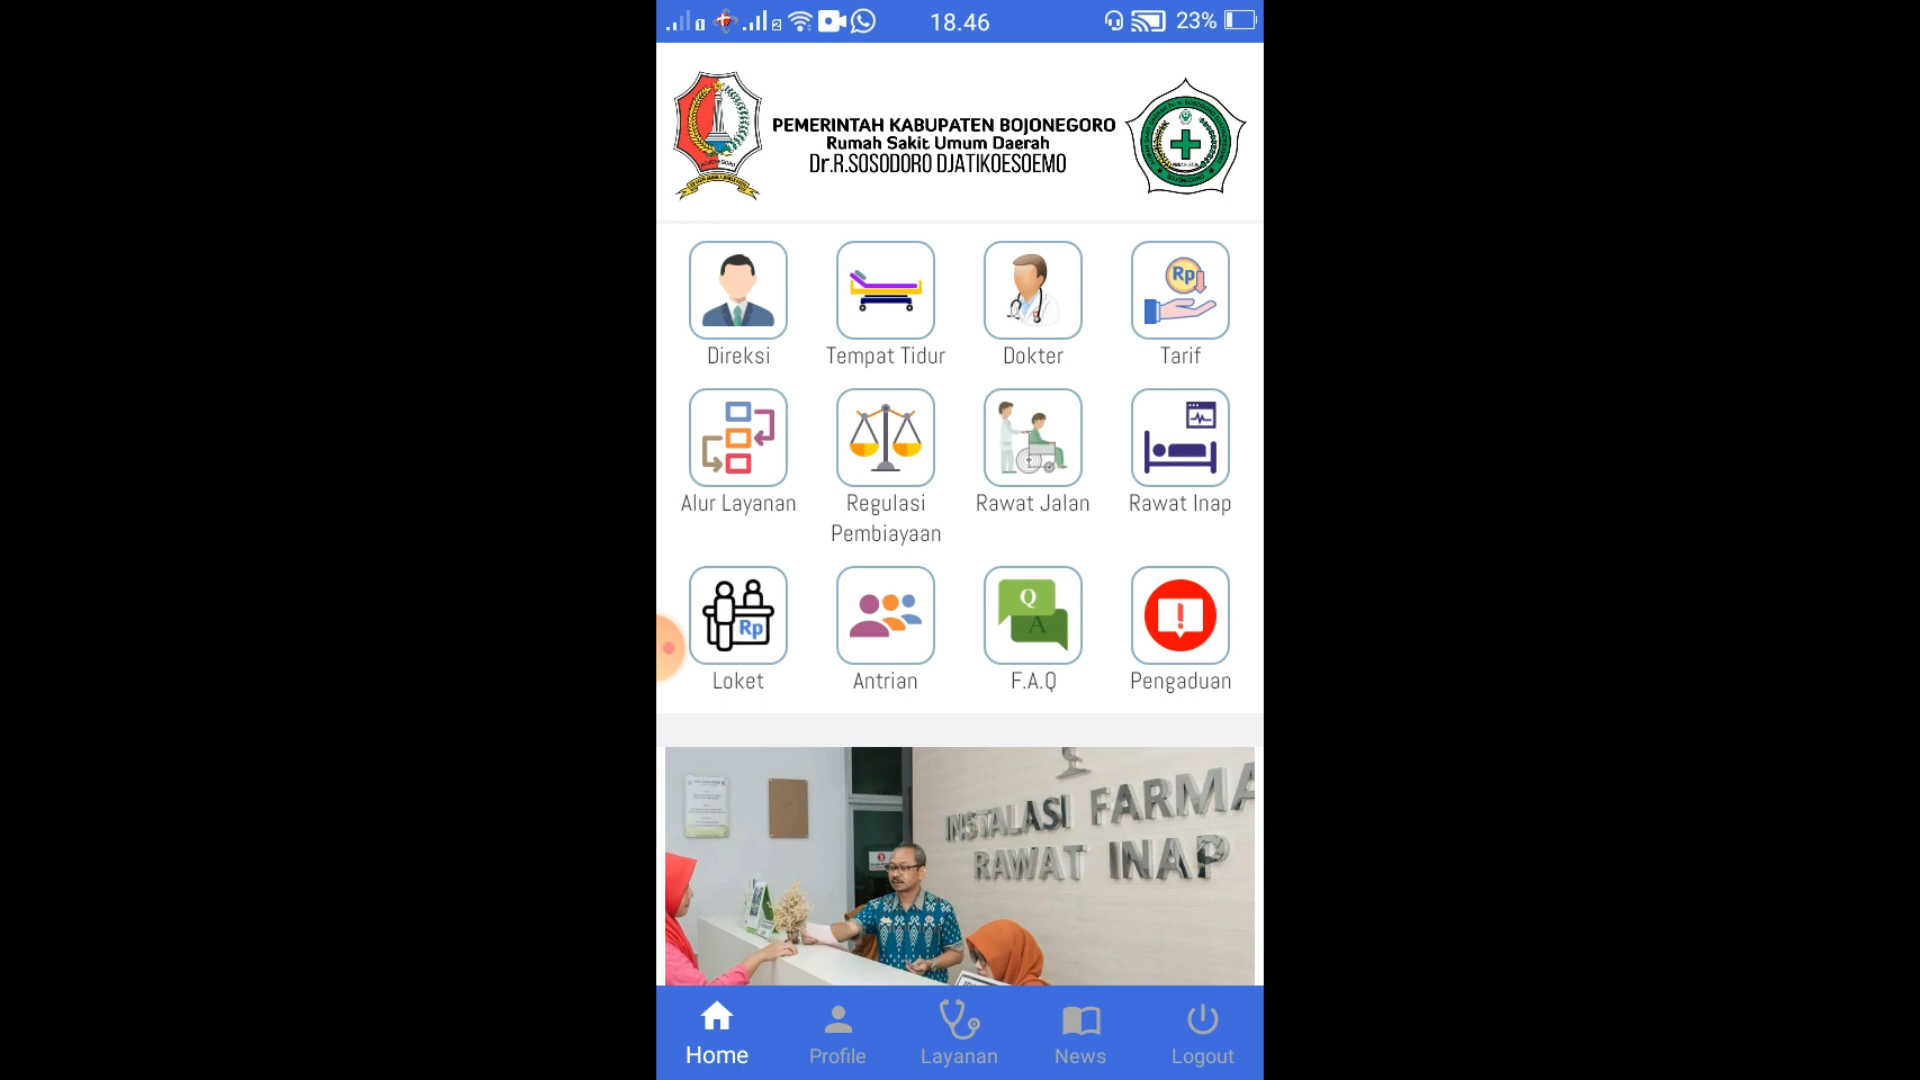 18.46
23%
PEMERINTAH KABUPATEN BOJONEGORO
Rumah Sakit Umum Daerah
Dr.R.SOSODORO DJATIKOESOEMO
Direksi
Tempat Tidur
Dokter
Tarif
Rp
Alur Layanan
Regulasi
Pembiayaan
Rawat Jalan
Rawat Inap
Rp
Q
A
!
Loket
Antrian
F.A.Q
Pengaduan
INSTALASI FARMA
RAWAT INAP
Home
Profile
Layanan
News
Logout